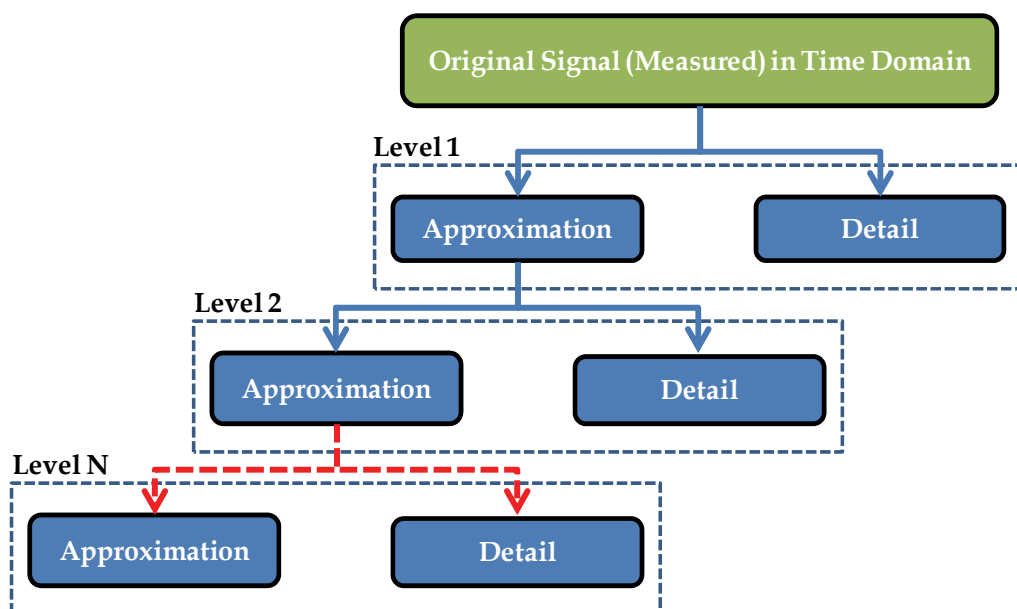 Original Signal (Measured) in Time Domain
Level 1
Approximation
Detail
Level 2
Approximation
Detail
Level N
Approximation
Detail